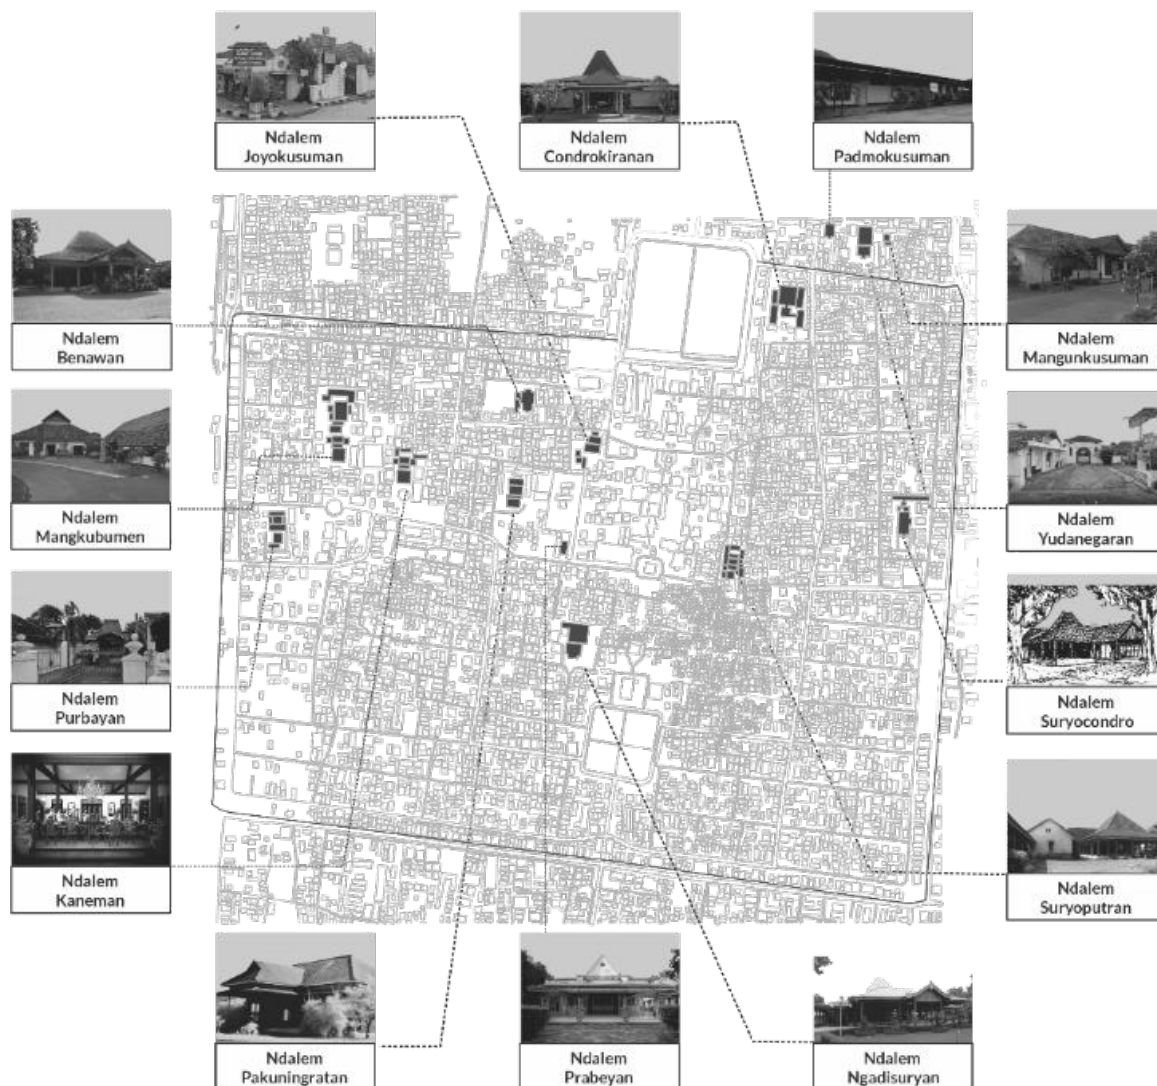 Ndalem
Joyokusuman
Ndalem
Condrokiranan
Ndalem
Padmokusuman
Ndalem
Benawan
Ndalem
Mangunkusuman
Ndalem
Mangkubumen
Ndalem
Yudanegaran
Ndalem
Purbayan
Ndalem
Suryocondro
Ndalem
Kaneman
Ndalem
Suryoputran
Ndalem
Pakuningratan
Ndalem
Prabeyan
Ndalem
Ngadisuryan